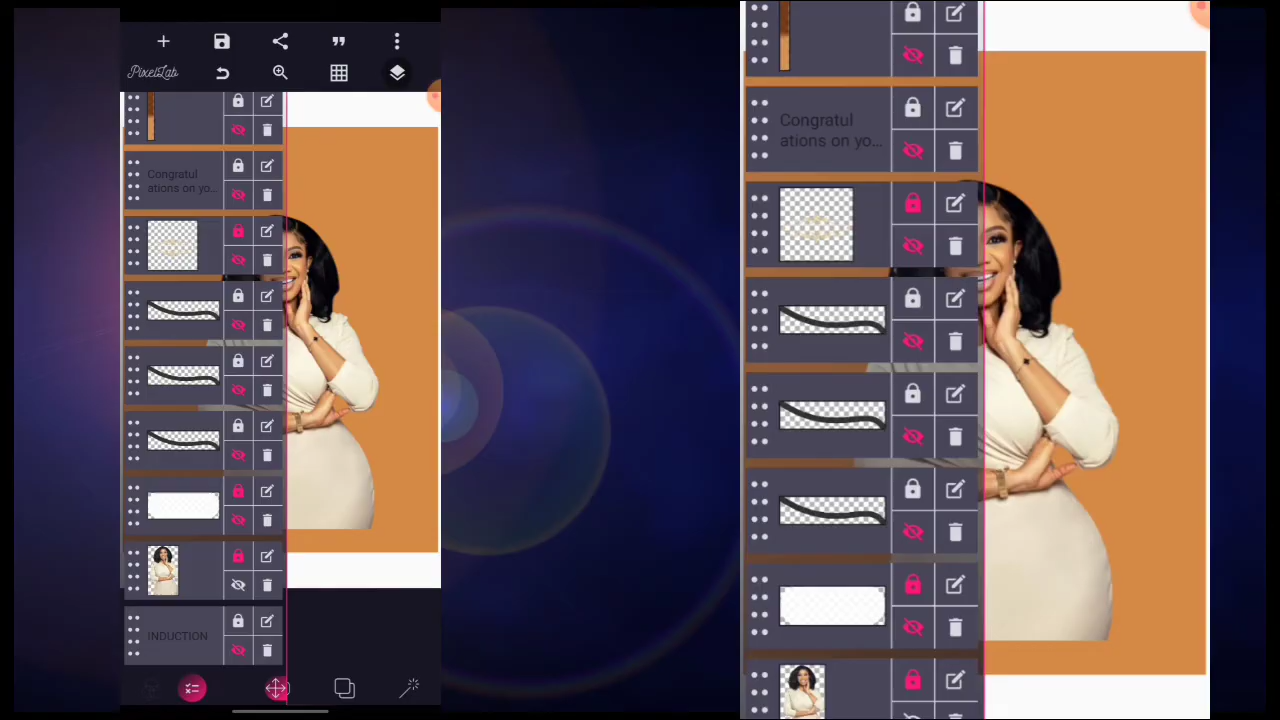 PixelLab
Congratul
ations on yo...
INDUCTION
Congratul
ations on yo...